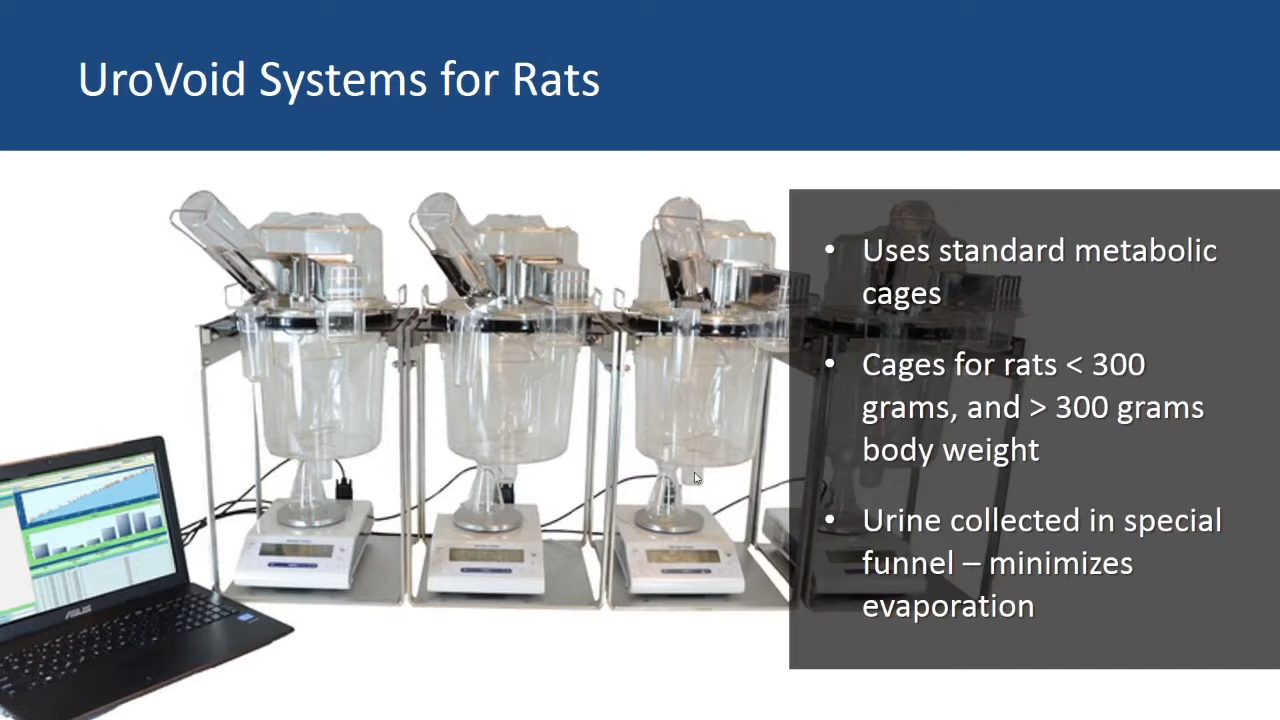 UroVoid Systems for Rats
• Uses standard metabolic
cages
• Cages for rats < 300
grams, and > 300 grams
body weight
• Urine collected in special
funnel – minimizes
evaporation
ASUS